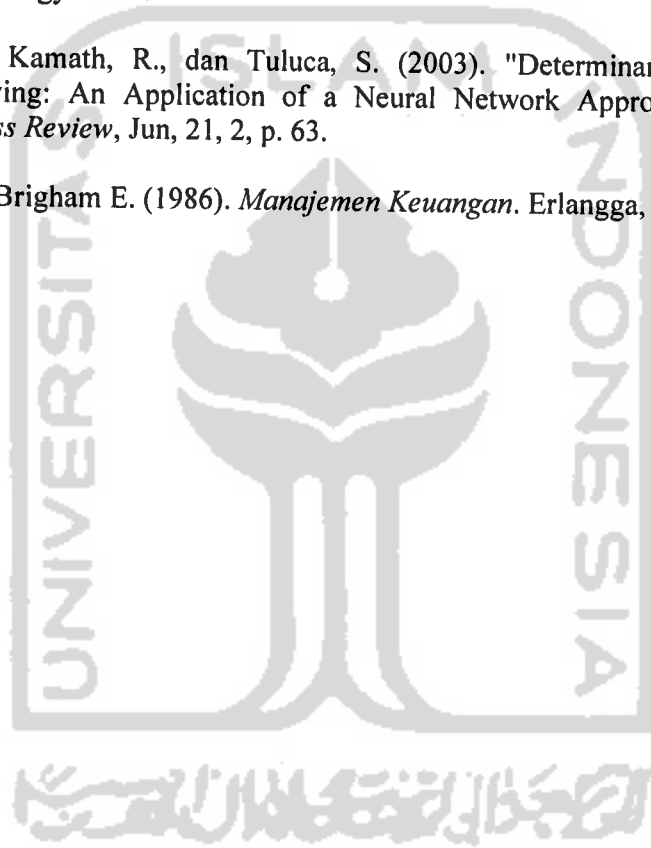 Kamath, R., dan Tuluca, S. (2003). "Determinan
ving: An Application of a Neural Network Appro
ss Review, Jun, 21, 2, p. 63.
Brigham E. (1986). Manajemen Keuangan. Erlangga,
ISLAM
UNIVERSITAS
INDONESIA